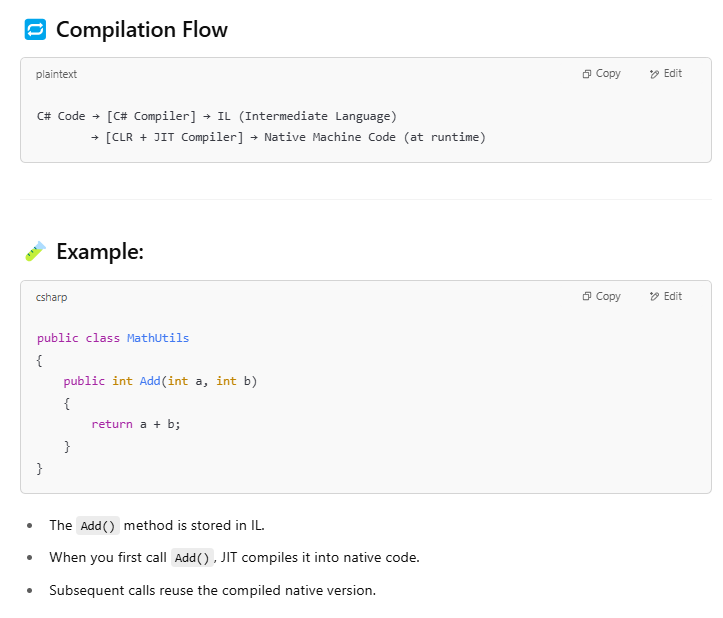 Compilation Flow
plaintext Copy Edit
C# Code → [C# Compiler] → IL (Intermediate Language)
        → [CLR + JIT Compiler] → Native Machine Code (at runtime)
Example:
csharp Copy Edit
public class MathUtils
{
    public int Add(int a, int b)
    {
        return a + b;
    }
}
• The Add() method is stored in IL.
• When you first call Add(), JIT compiles it into native code.
• Subsequent calls reuse the compiled native version.